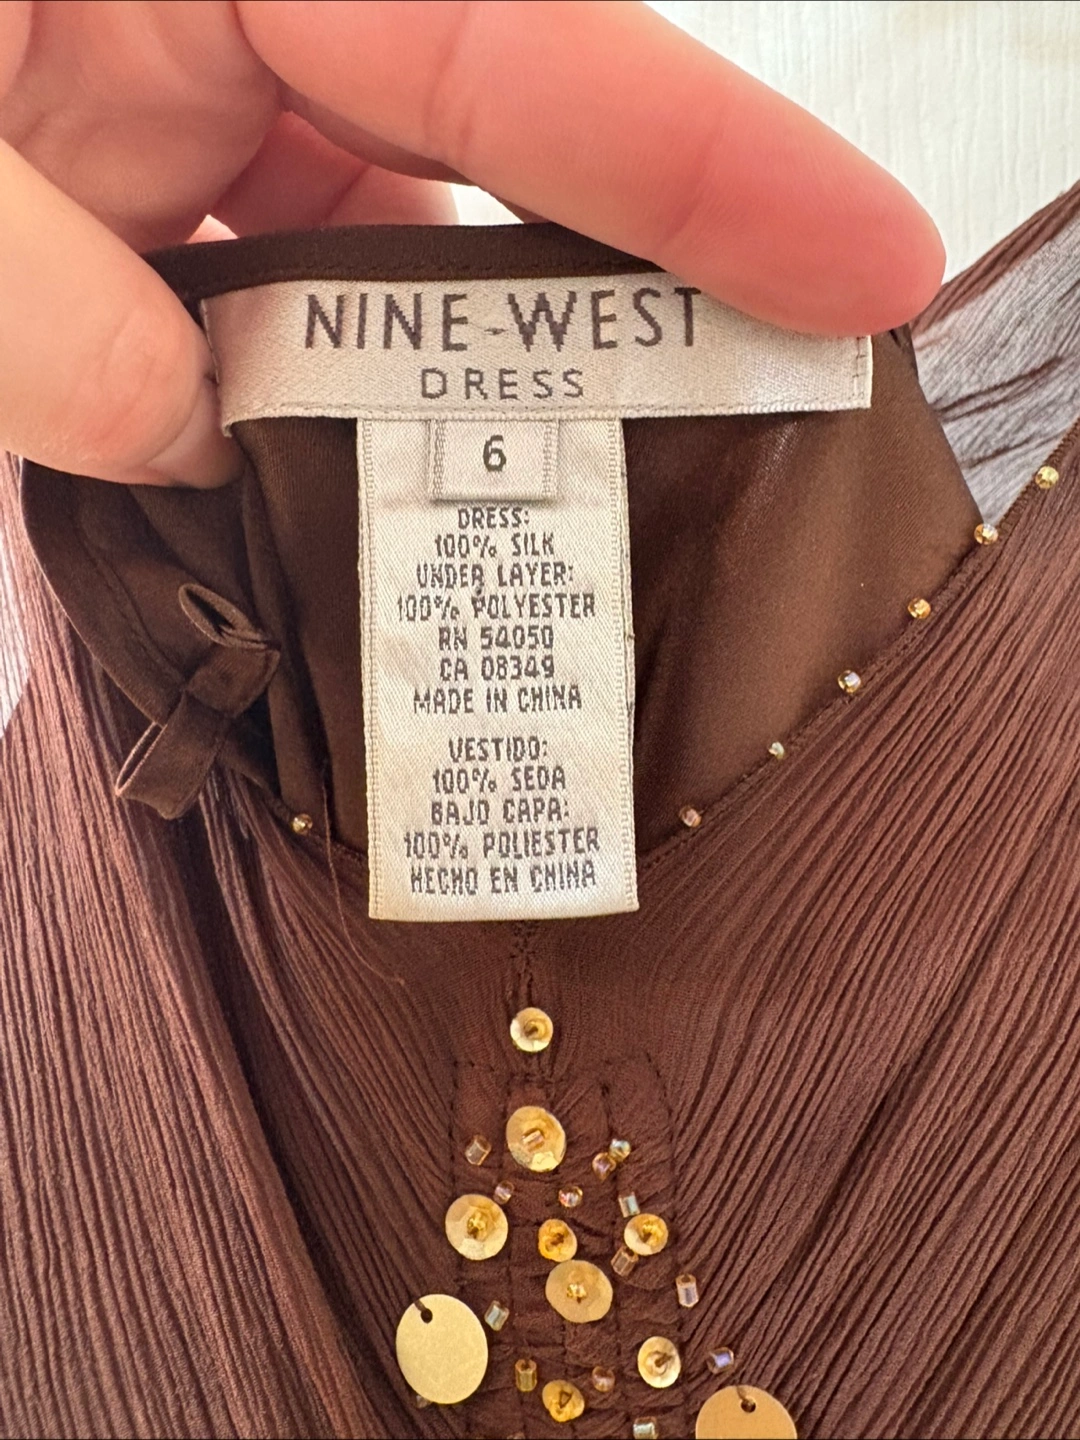 NINE-WEST
DRESS
6
DRESS:
100% SILK
UNDER LAYER:
100% POLYESTER
RN 54050
CA 08349
MADE IN CHINA
VESTIDO:
100% SEDA
BAJO CAPA:
100% POLIESTER
HECHO EN CHINA